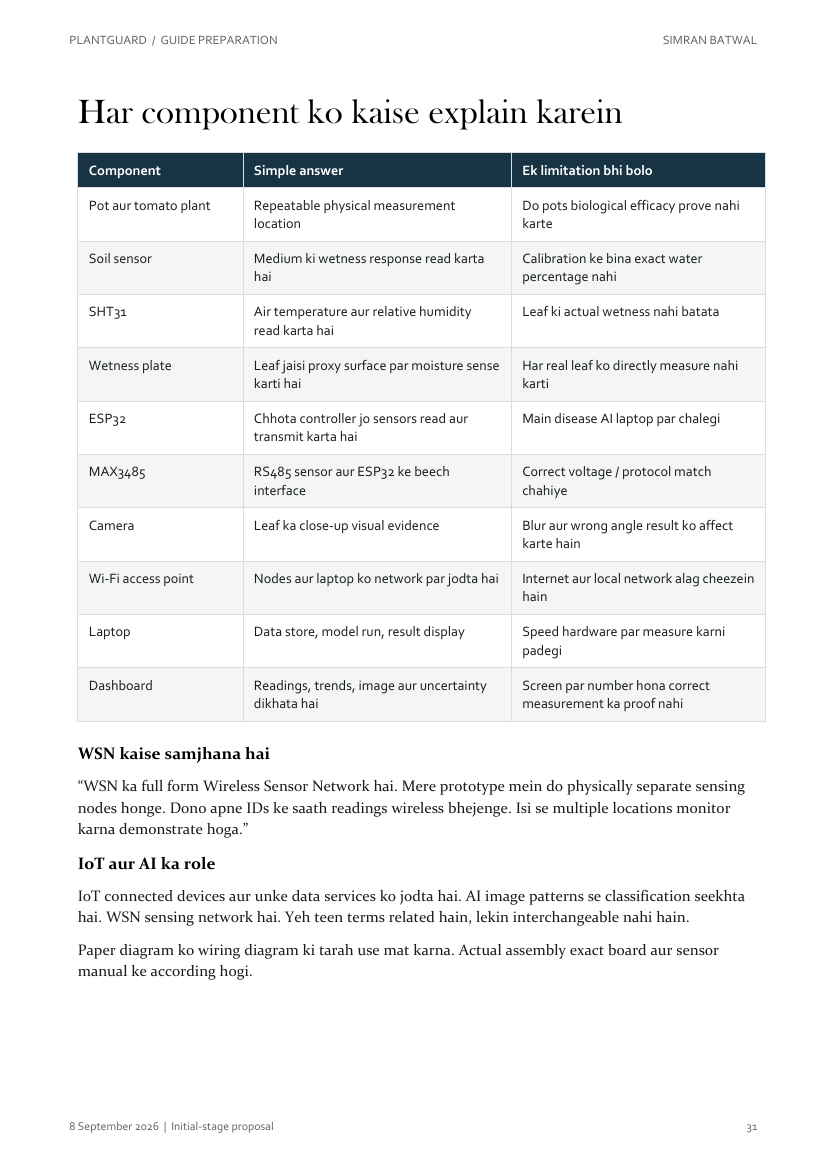 PLANTGUARD / GUIDE PREPARATION
SIMRAN BATWAL
Har component ko kaise explain karein
Component
Simple answer
Ek limitation bhi bolo
Pot aur tomato plant
Repeatable physical measurement
location
Do pots biological efficacy prove nahi
karte
Soil sensor
Medium ki wetness response read karta
hai
Calibration ke bina exact water
percentage nahi
SHT31
Air temperature aur relative humidity
read karta hai
Leaf ki actual wetness nahi batata
Wetness plate
Leaf jaisi proxy surface par moisture sense
karti hai
Har real leaf ko directly measure nahi
karti
ESP32
Chhota controller jo sensors read aur
transmit karta hai
Main disease AI laptop par chalegi
MAX3485
RS485 sensor aur ESP32 ke beech
interface
Correct voltage / protocol match
chahiye
Camera
Leaf ka close-up visual evidence
Blur aur wrong angle result ko affect
karte hain
Wi-Fi access point
Nodes aur laptop ko network par jodta hai
Internet aur local network alag cheezein
hain
Laptop
Data store, model run, result display
Speed hardware par measure karni
padegi
Dashboard
Readings, trends, image aur uncertainty
dikhata hai
Screen par number hona correct
measurement ka proof nahi
WSN kaise samjhana hai
“WSN ka full form Wireless Sensor Network hai. Mere prototype mein do physically separate sensing
nodes honge. Dono apne IDs ke saath readings wireless bhejenge. Isi se multiple locations monitor
karna demonstrate hoga.”
IoT aur AI ka role
IoT connected devices aur unke data services ko jodta hai. AI image patterns se classification seekhta
hai. WSN sensing network hai. Yeh teen terms related hain, lekin interchangeable nahi hain.
Paper diagram ko wiring diagram ki tarah use mat karna. Actual assembly exact board aur sensor
manual ke according hogi.
8 September 2026 | Initial-stage proposal
31